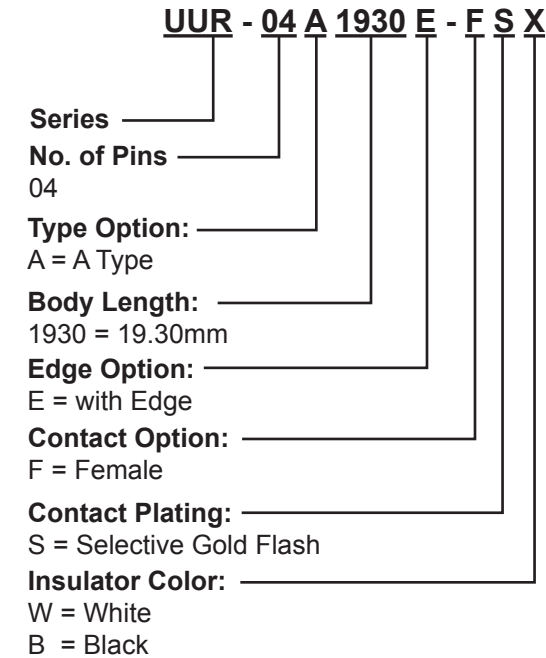 UUR - 04 A 1930 E - F S X
Series
No. of Pins
04
Type Option:
A = A Type
Body Length:
1930 = 19.30mm
Edge Option:
E = with Edge
Contact Option:
F = Female
Contact Plating:
S = Selective Gold Flash
Insulator Color:
W = White
B = Black